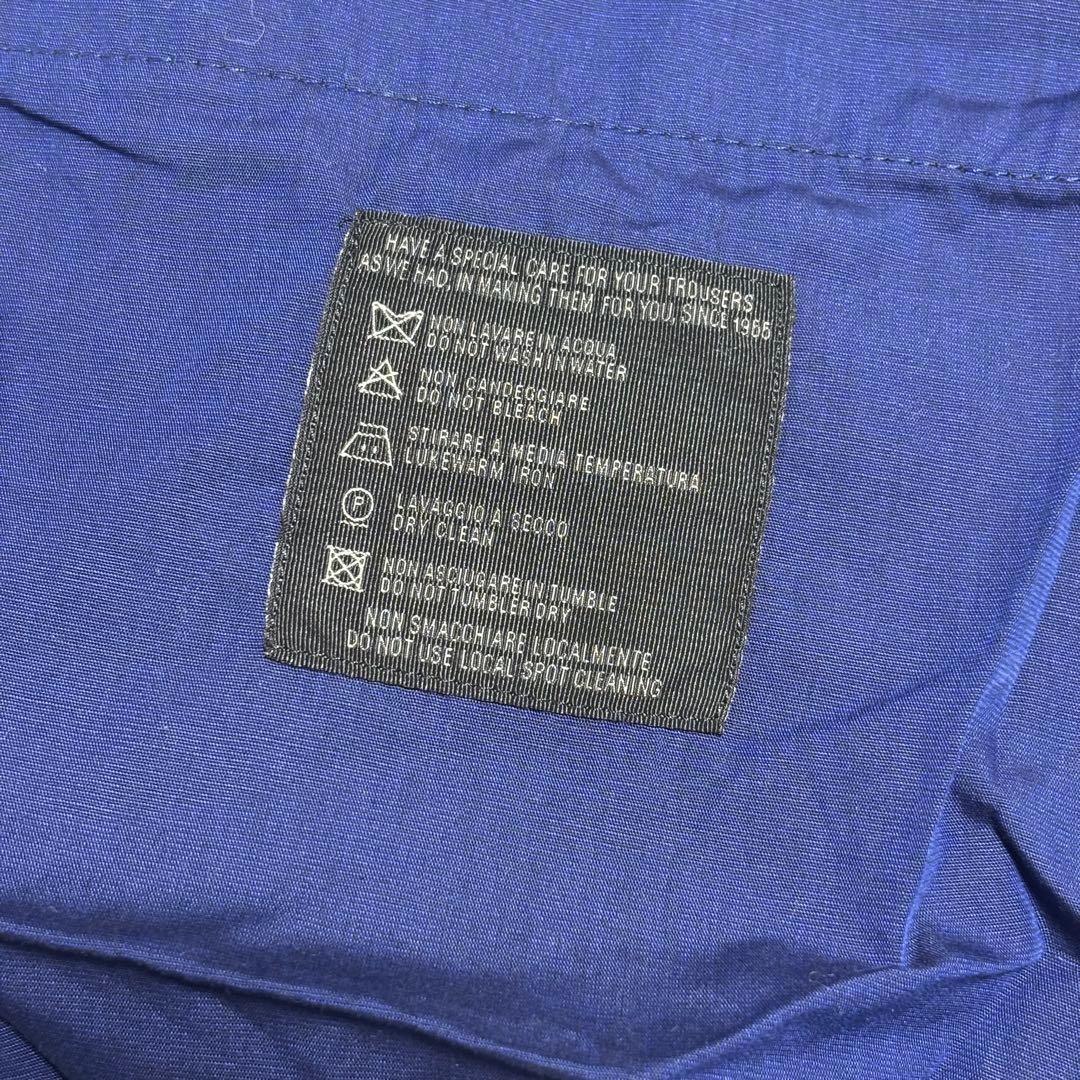 HAVE A SPECIAL CARE FOR YOUR TROUSERS
AS WE HAD, IN MAKING THEM FOR YOU, SINCE 1965
NON LAVARE IN ACQUA
DO NOT WASH IN WATER
NON CANDEGGIARE
DO NOT BLEACH
STIRARE A MEDIA TEMPERATURA
LUKEWARM IRON
P
LAVAGGIO A SECCO
DRY CLEAN
NON ASCIUGARE IN TUMBLE
DO NOT TUMBLER DRY
NON SMACCHIARE LOCALMENTE
DO NOT USE LOCAL SPOT CLEANING